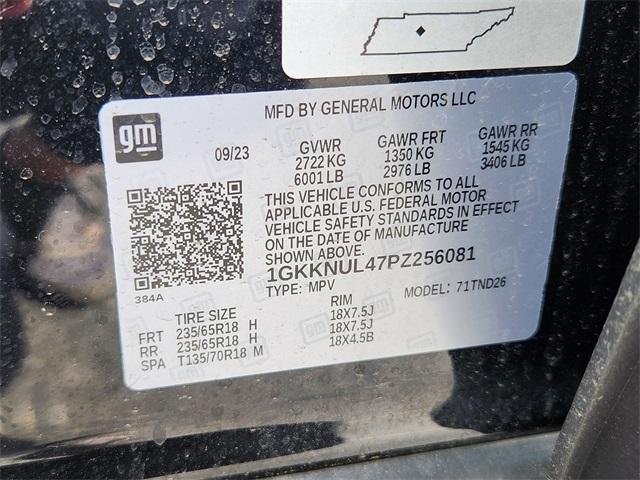 MFD BY GENERAL MOTORS LLC
gm
09/23
GVWR GAWR FRT GAWR RR
2722 KG 1350 KG 1545 KG
6001 LB 2976 LB 3406 LB
THIS VEHICLE CONFORMS TO ALL
APPLICABLE U.S. FEDERAL MOTOR
VEHICLE SAFETY STANDARDS IN EFFECT
ON THE DATE OF MANUFACTURE
SHOWN ABOVE.
1GKKNUL47PZ256081
384A
TYPE: MPV MODEL: 71TND26
TIRE SIZE RIM
FRT 235/65R18 H 18X7.5J
RR 235/65R18 H 18X7.5J
SPA T135/70R18 M 18X4.5B